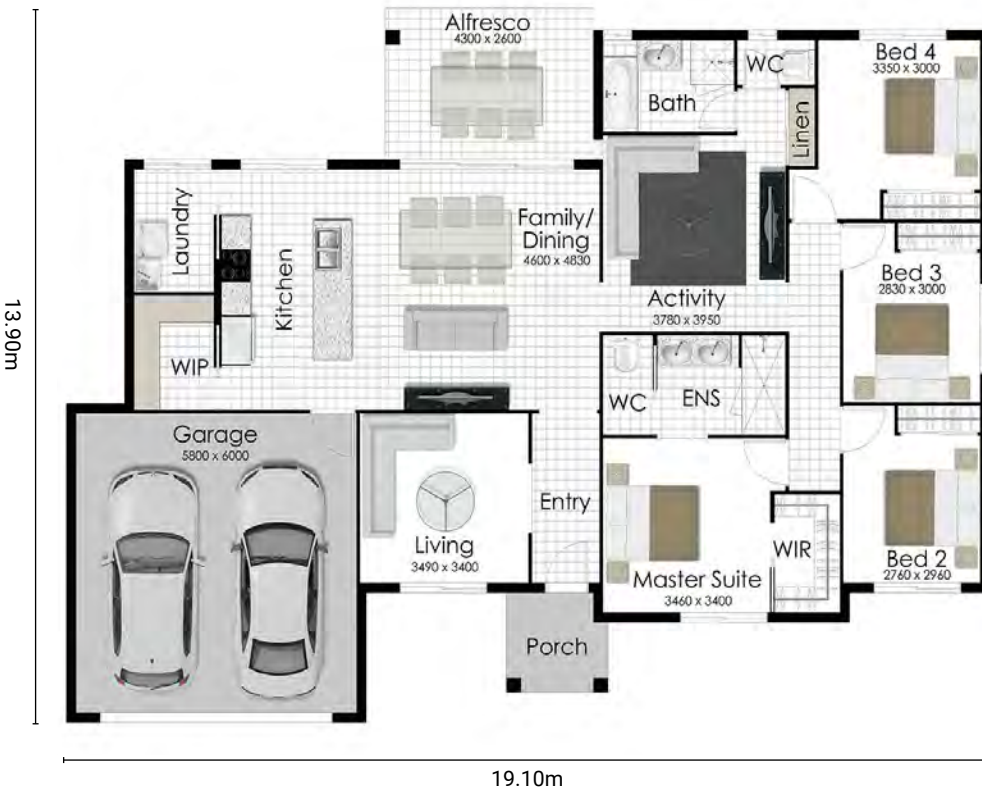 Alfresco
4300 x 2600
WC
Bed 4
3350 x 3000
Bath
Linen
Laundry
Kitchen
Family/
Dining
4600 x 4830
Bed 3
2830 x 3000
Activity
3780 x 3950
13.90m
WIP
WC
ENS
Garage
5800 x 6000
Entry
Living
3490 x 3400
WIR
Bed 2
2760 x 2960
Master Suite
3460 x 3400
Porch
19.10m